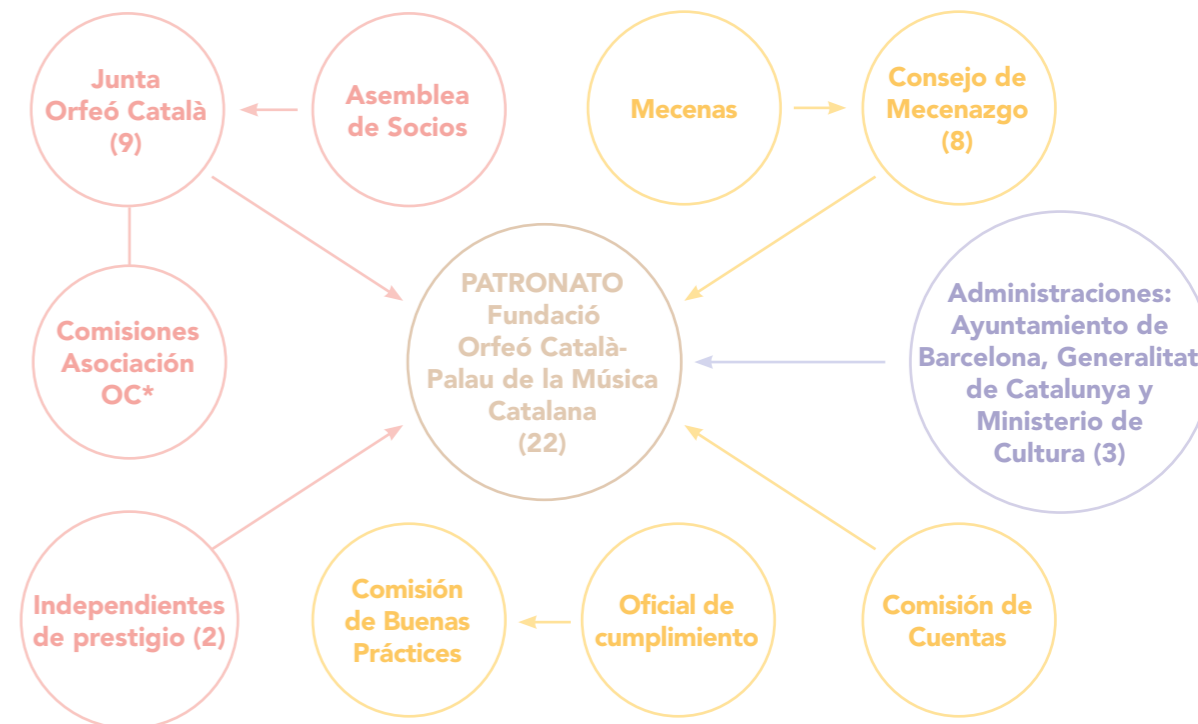 Junta
Orfeó Català
(9)
Asemblea
de Socios
Mecenas
Consejo de
Mecenazgo
(8)
PATRONATO
Fundació
Orfeó Català-
Palau de la Música
Catalana
(22)
Administraciones:
Ayuntamiento de
Barcelona, Generalitat
de Catalunya y
Ministerio de
Cultura (3)
Comisiones
Asociación
OC*
Independientes
de prestigio (2)
Comisión
de Buenas
Práctices
Oficial de
cumplimiento
Comisión de
Cuentas